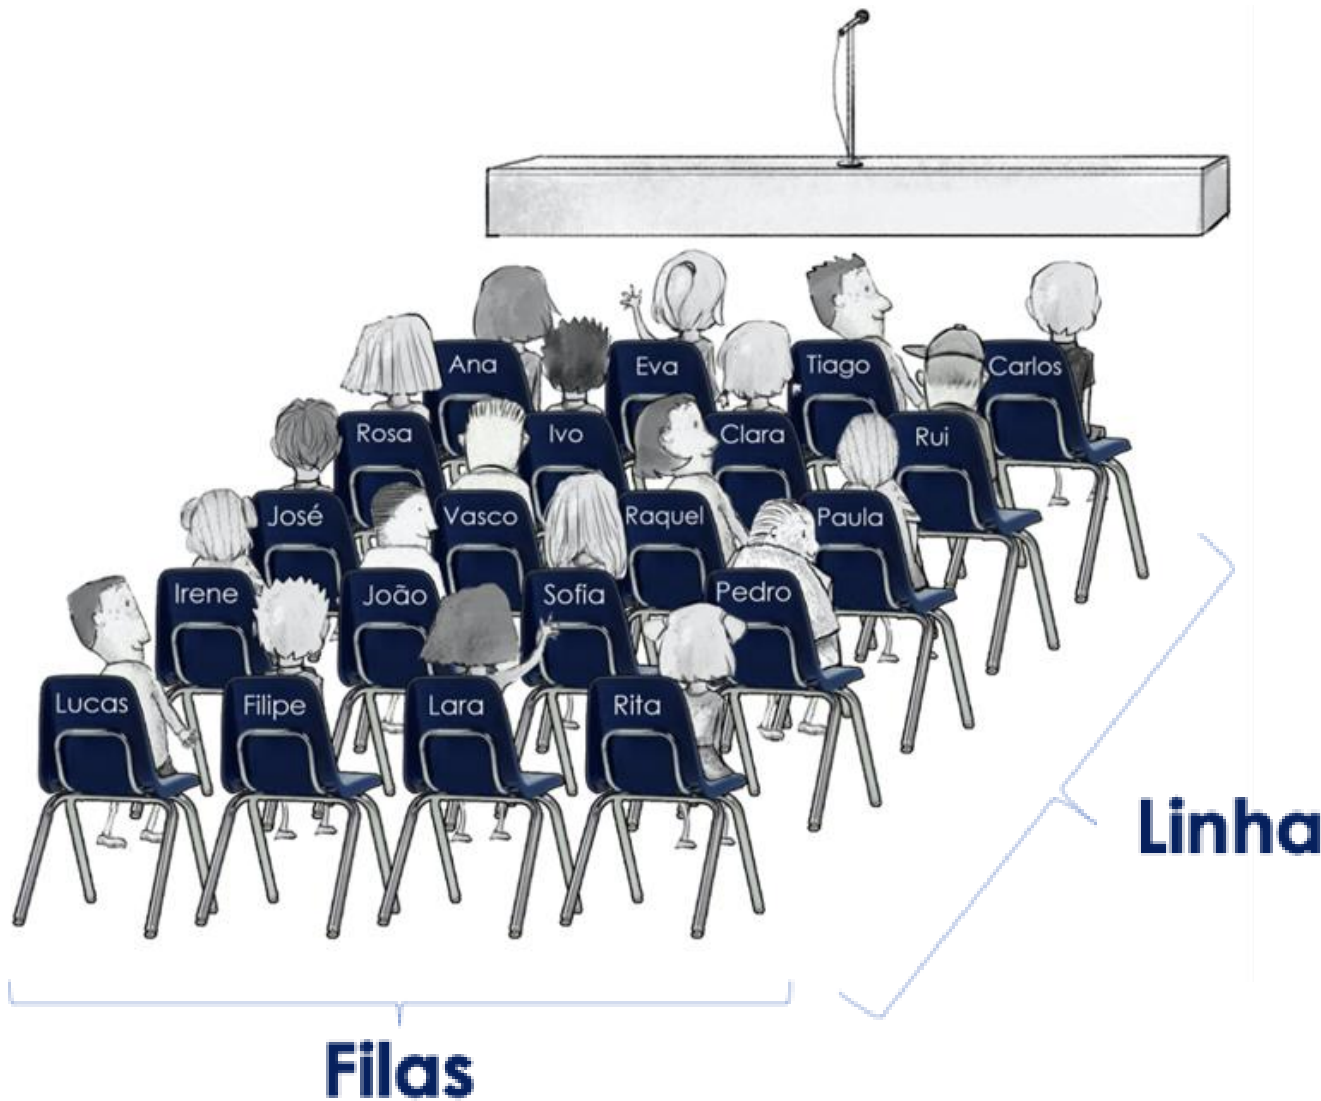 Ana Eva Tiago Carlos
Rosa Ivo Clara Rui
José Vasco Raquel Paula
Irene João Sofia Pedro
Lucas Filipe Lara Rita
Linha
Filas